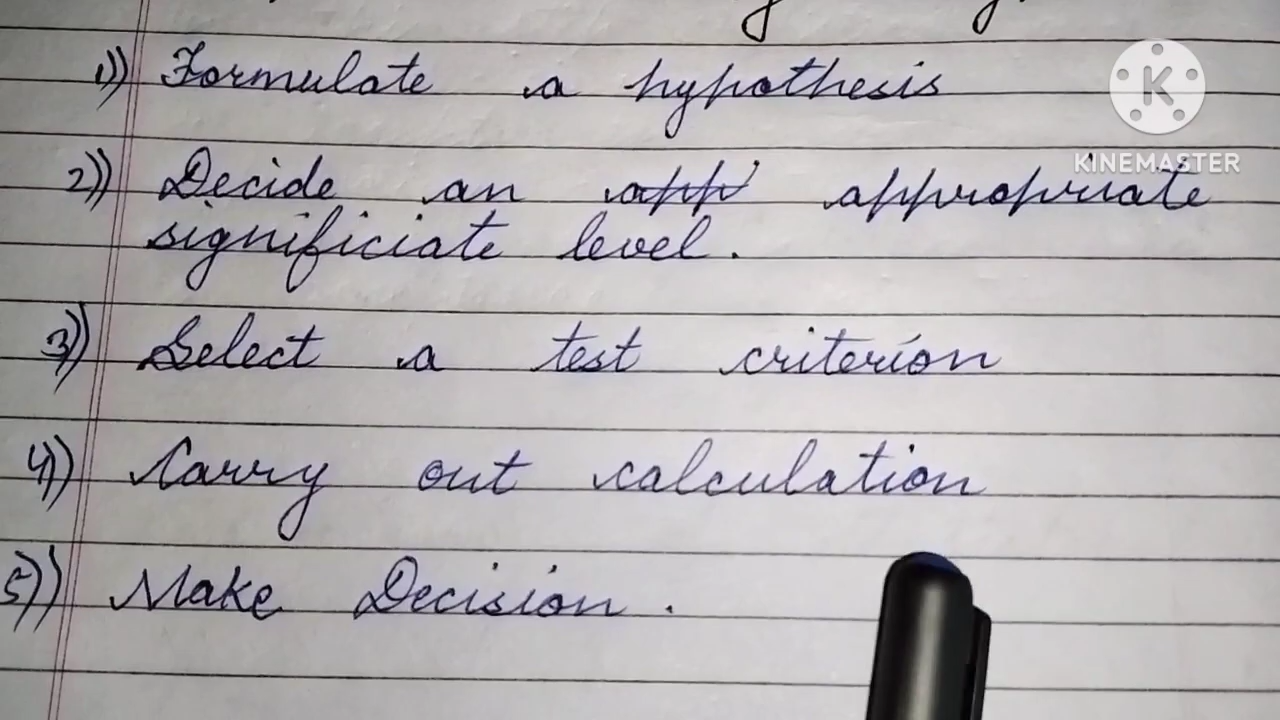 1)) Formulate a hypothesis
K
KINEMASTER
2)) Decide an app appropriate
significiate level.
3)) Select a test criterion
4)) Carry out calculation
5)) Make Decision.